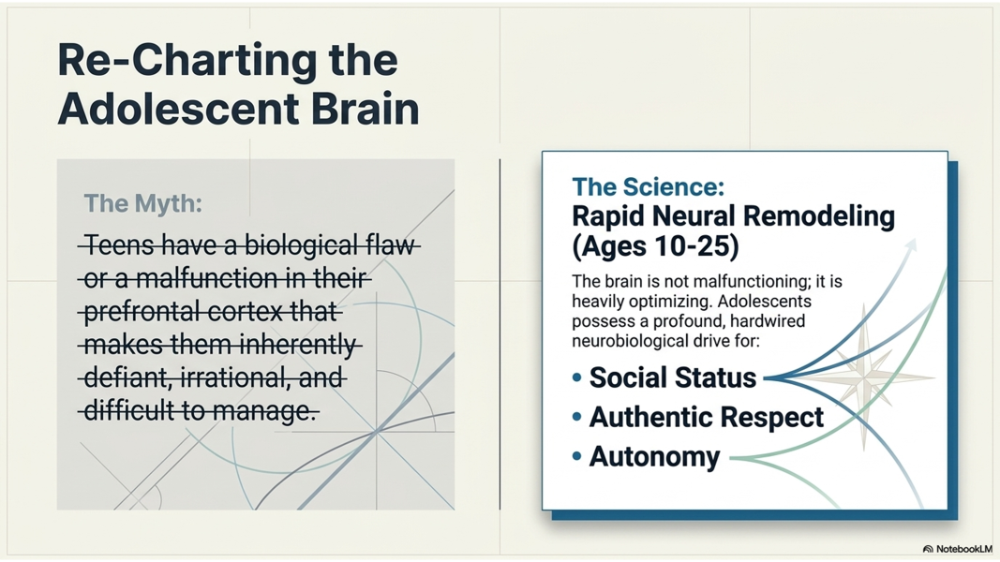 Re-Charting the
Adolescent Brain
The Myth:
Teens have a biological flaw
or a malfunction in their
prefrontal cortex that
makes them inherently
defiant, irrational, and
difficult to manage.
The Science:
Rapid Neural Remodeling
(Ages 10-25)
The brain is not malfunctioning; it is
heavily optimizing. Adolescents
possess a profound, hardwired
neurobiological drive for:
• Social Status
• Authentic Respect
• Autonomy
NotebookLM